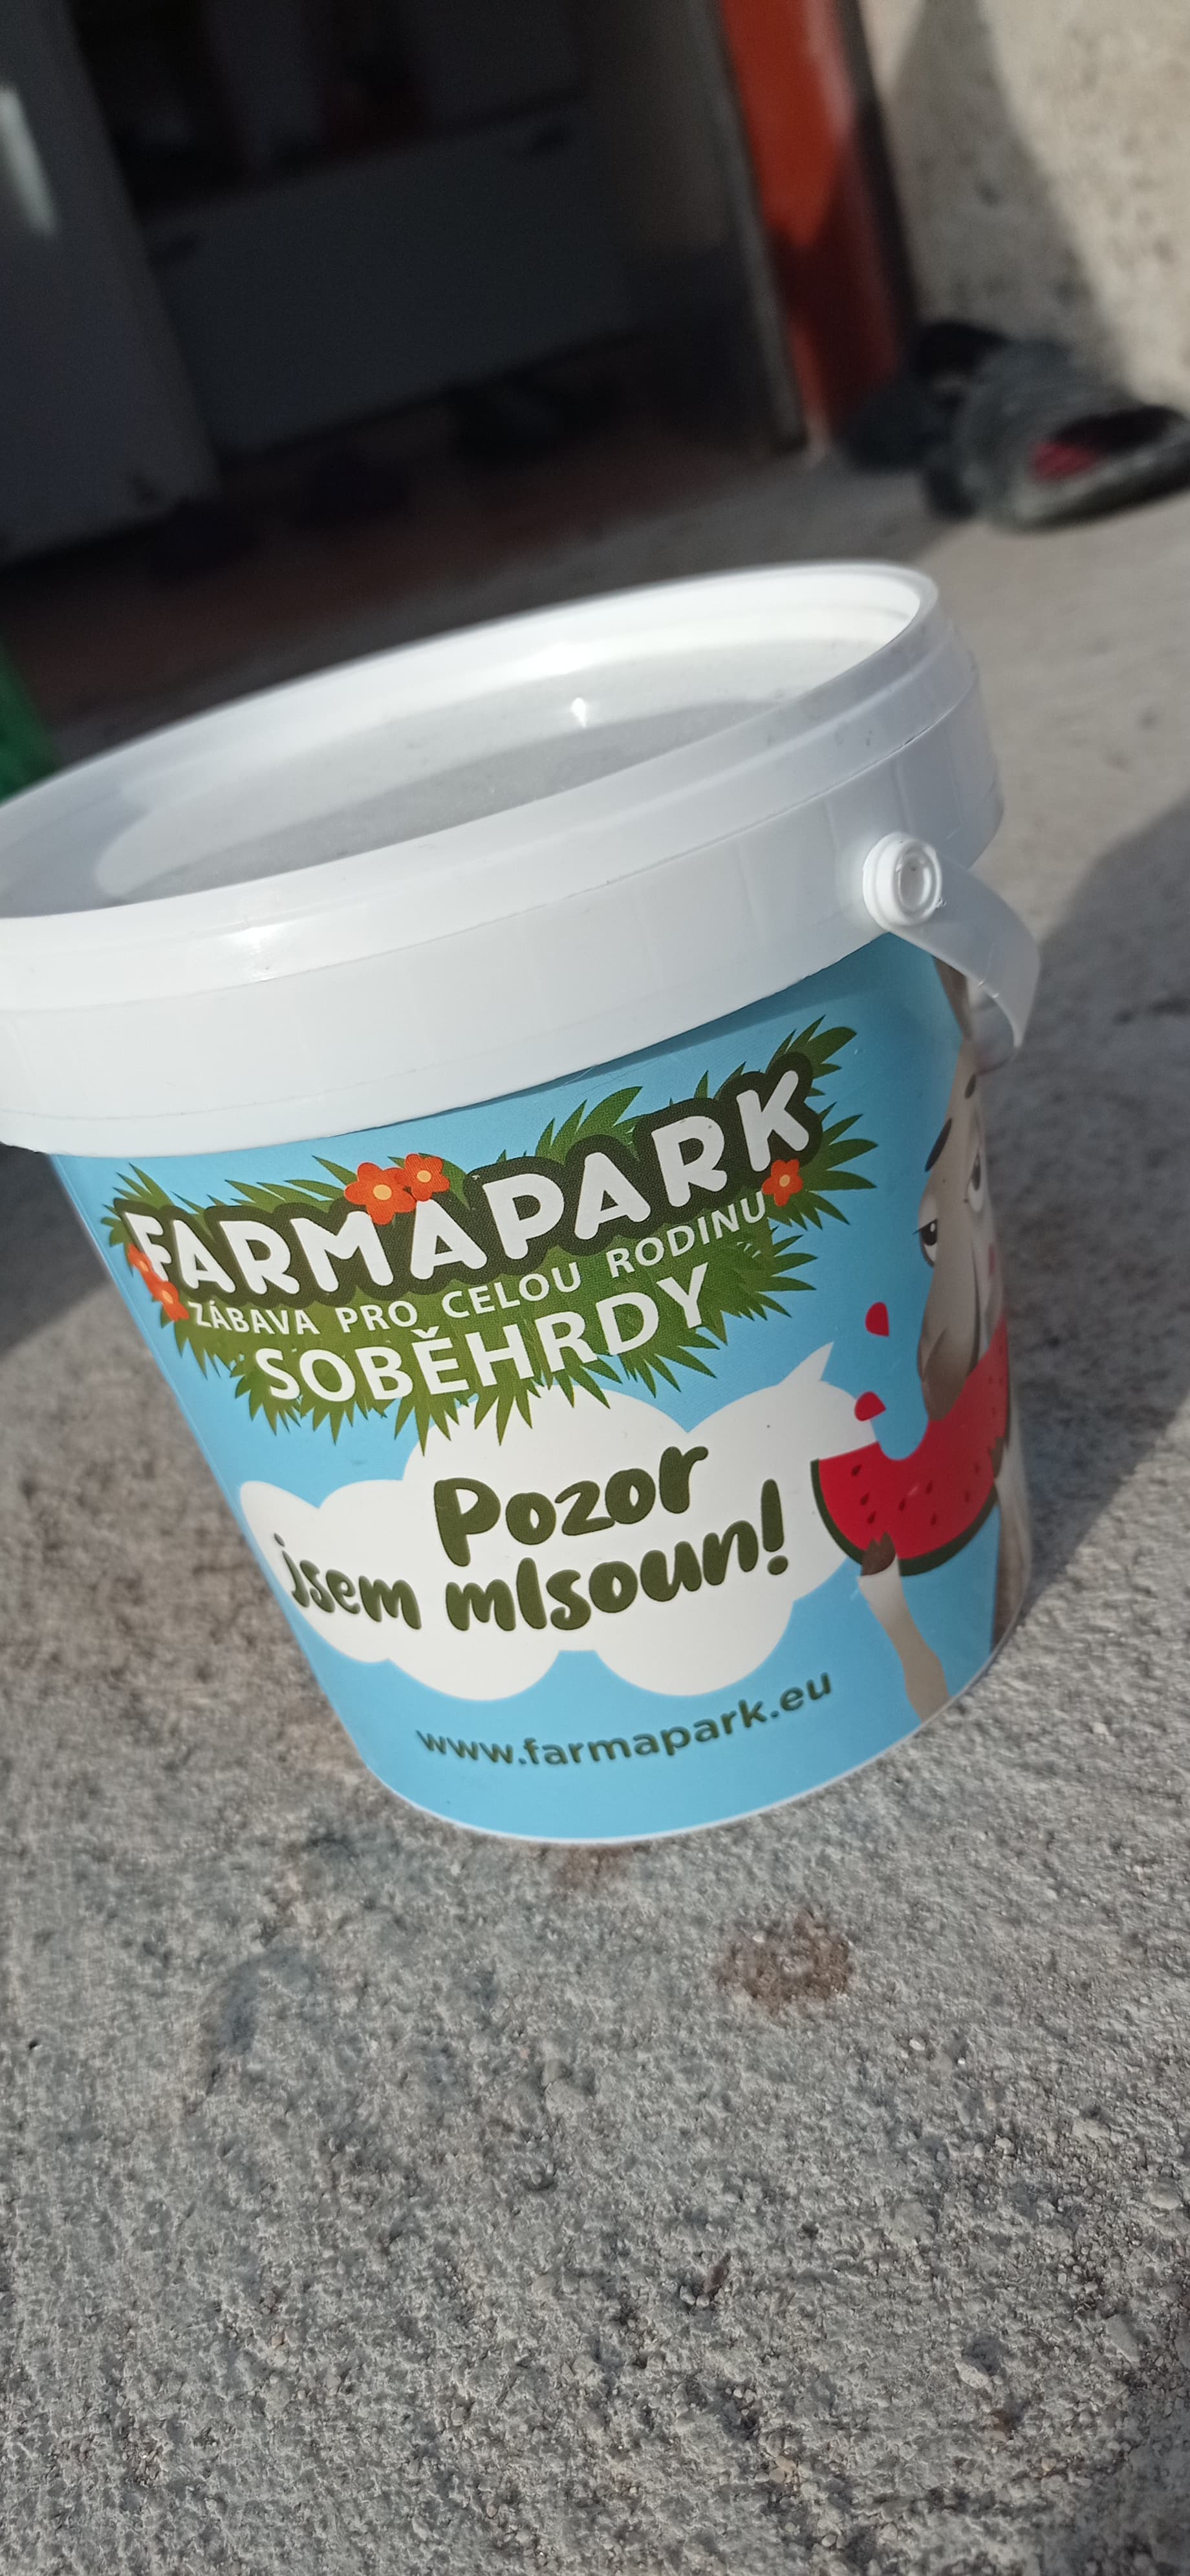 FARMAPARK
ZÁBAVA PRO CELOU RODINU
SOBĚHRDY
Pozor
jsem mlsoun!
www.farmapark.eu